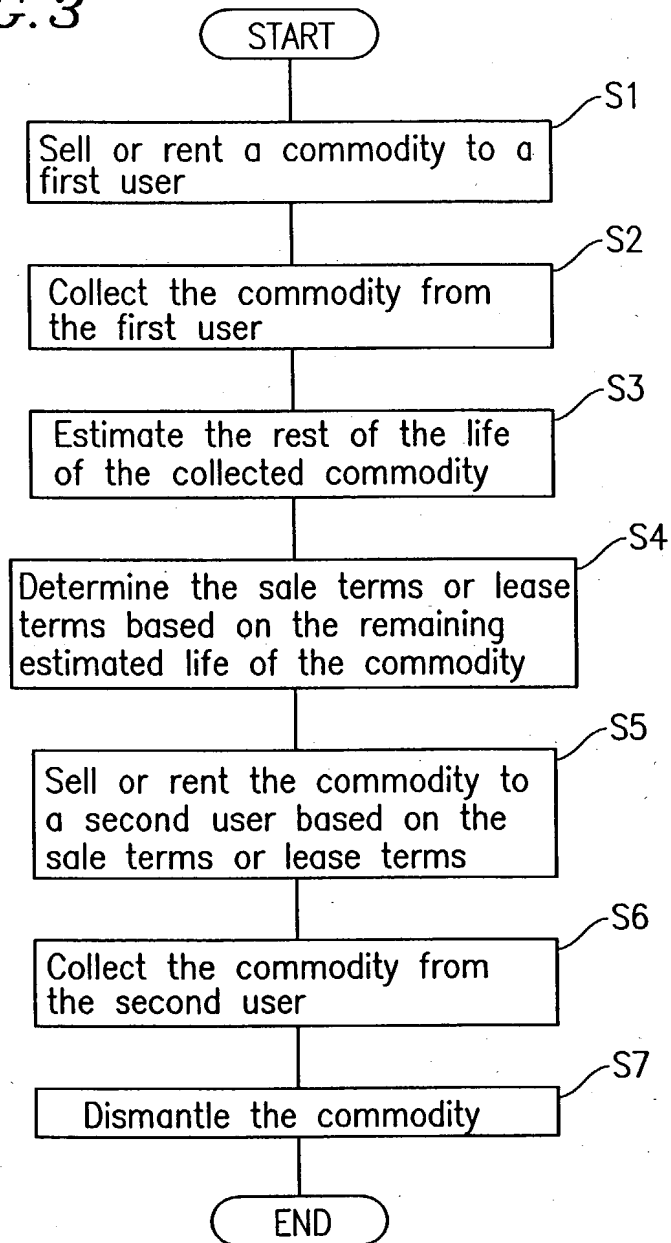 G. 3
START
S1
Sell or rent a commodity to a
first user
S2
Collect the commodity from
the first user
S3
Estimate the rest of the life
of the collected commodity
S4
Determine the sale terms or lease
terms based on the remaining
estimated life of the commodity
S5
Sell or rent the commodity to
a second user based on the
sale terms or lease terms
S6
Collect the commodity from
the second user
S7
Dismantle the commodity
END